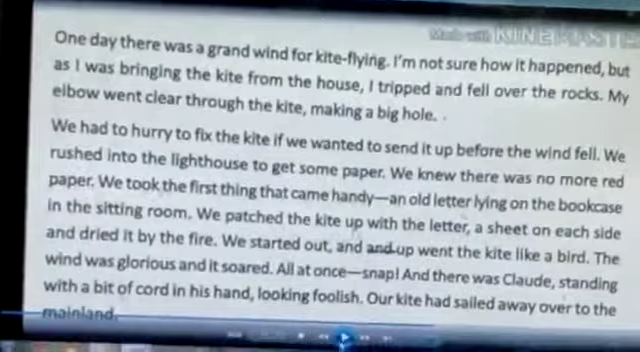 Made with KINEMASTER
One day there was a grand wind for kite-flying. I'm not sure how it happened, but
as I was bringing the kite from the house, I tripped and fell over the rocks. My
elbow went clear through the kite, making a big hole. .
We had to hurry to fix the kite if we wanted to send it up before the wind fell. We
rushed into the lighthouse to get some paper. We knew there was no more red
paper. We took the first thing that came handy—an old letter lying on the bookcase
in the sitting room. We patched the kite up with the letter, a sheet on each side
and dried it by the fire. We started out, and and up went the kite like a bird. The
wind was glorious and it soared. All at once—snap! And there was Claude, standing
with a bit of cord in his hand, looking foolish. Our kite had sailed away over to the
mainland.